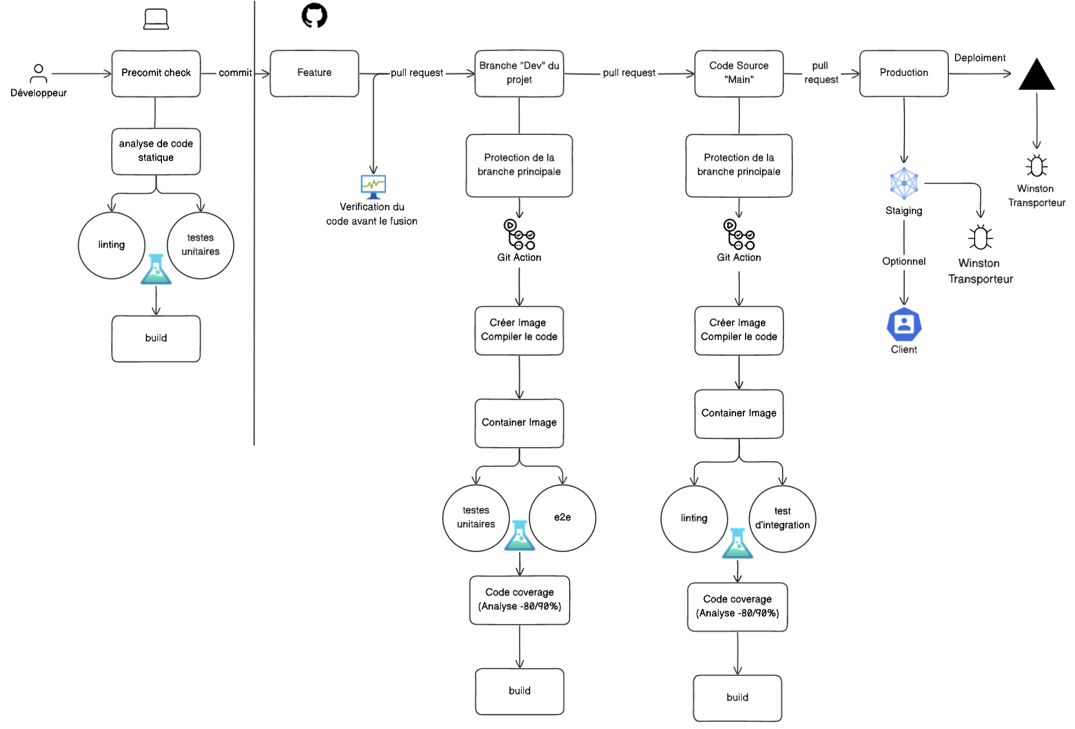 Développeur
Precomit check
commit
Feature
pull request
Branche "Dev" du
projet
pull request
Code Source
"Main"
pull
request
Production
Deploiment
analyse de code
statique
linting
testes
unitaires
build
Verification du
code avant le fusion
Protection de la
branche principale
Git Action
Créer Image
Compiler le code
Container Image
testes
unitaires
e2e
Code coverage
(Analyse -80/90%)
build
Protection de la
branche principale
Git Action
Créer Image
Compiler le code
Container Image
linting
test
d'integration
Code coverage
(Analyse -80/90%)
build
Staiging
Optionnel
Client
Winston
Transporteur
Winston
Transporteur